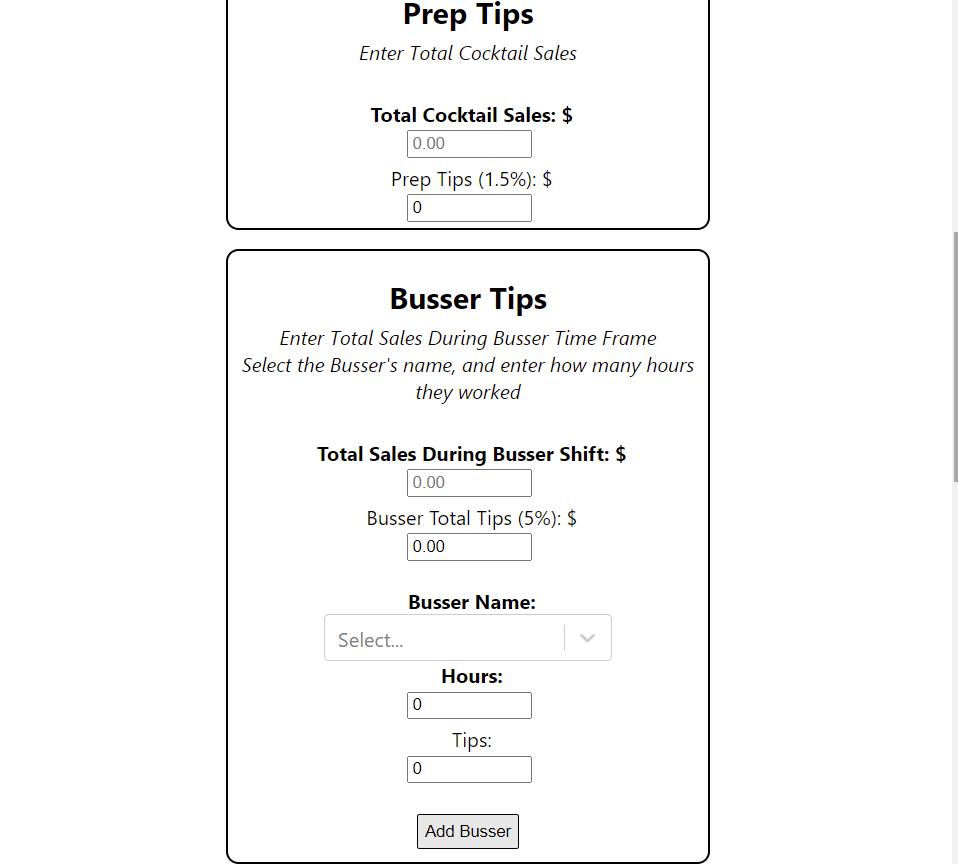 Prep Tips
Enter Total Cocktail Sales
Total Cocktail Sales: $
0.00
Prep Tips (1.5%): $
0
Busser Tips
Enter Total Sales During Busser Time Frame
Select the Busser's name, and enter how many hours
they worked
Total Sales During Busser Shift: $
0.00
Busser Total Tips (5%): $
0.00
Busser Name:
Select...
Hours:
0
Tips:
0
Add Busser